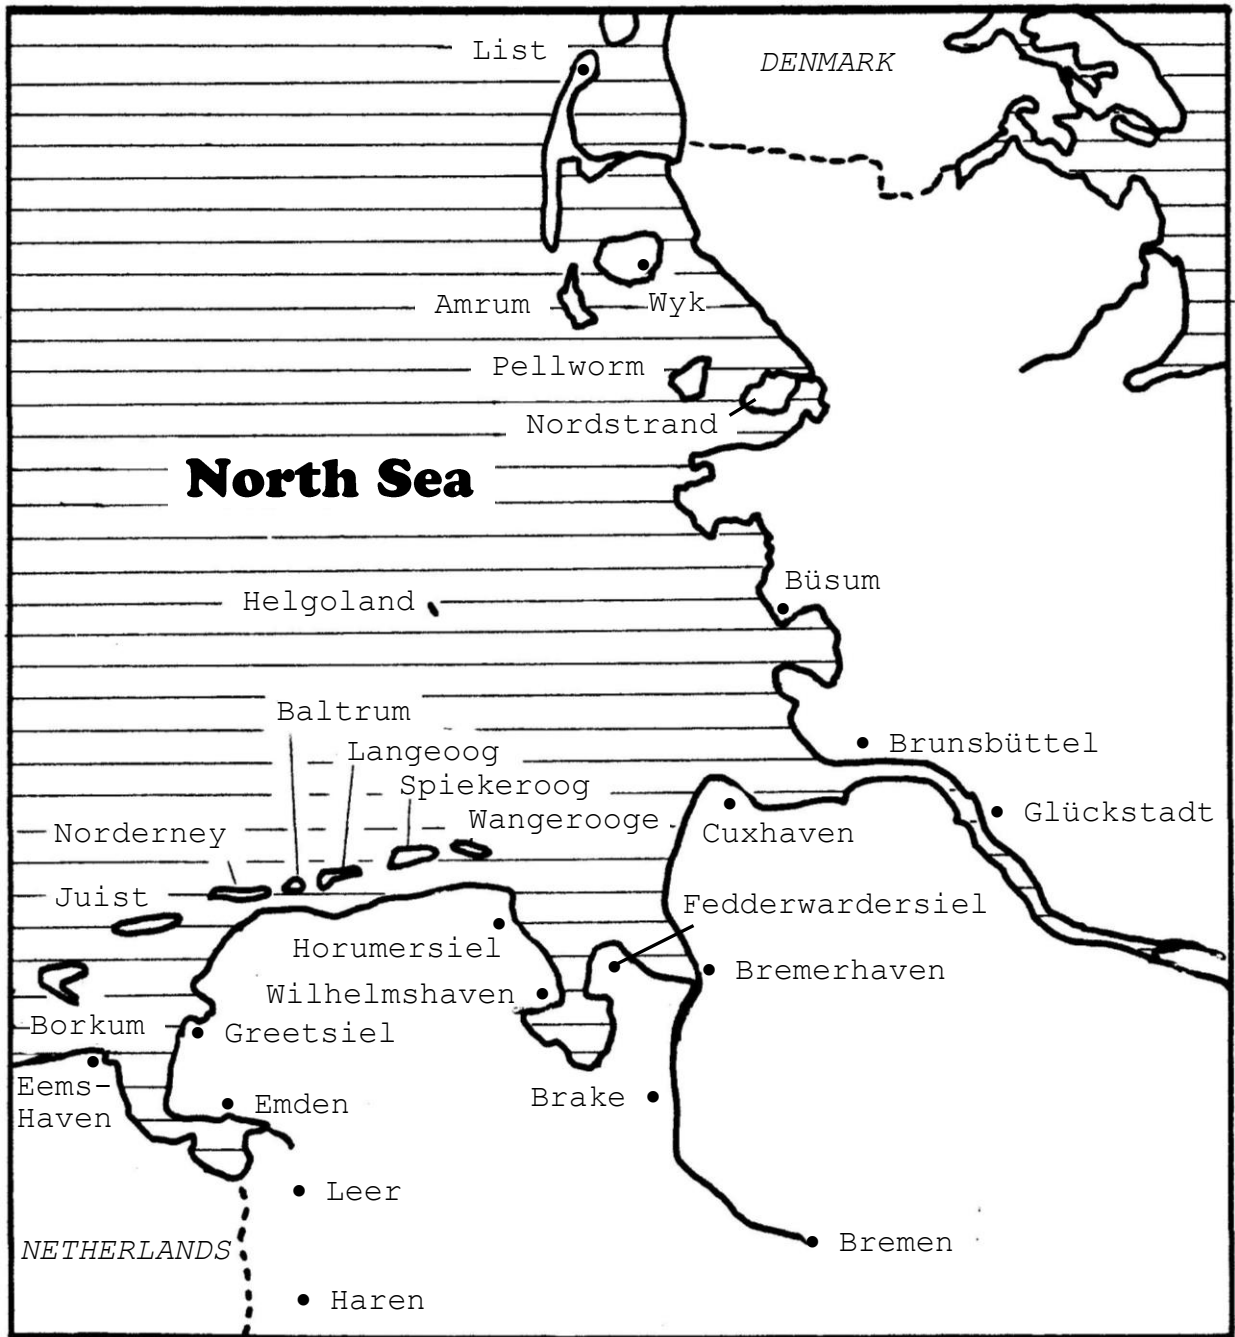 List
DENMARK
Amrum
Wyk
Pellworm
Nordstrand
North Sea
Büsum
Helgoland
Baltrum
Brunsbüttel
Langeoog
Spiekeroog
Glückstadt
Wangerooge
Norderney
Cuxhaven
Juist
Fedderwardersiel
Horumersiel
Bremerhaven
Wilhelmshaven
Borkum
Greetsiel
Eems-
Haven
Emden
Brake
Leer
NETHERLANDS
Bremen
Haren